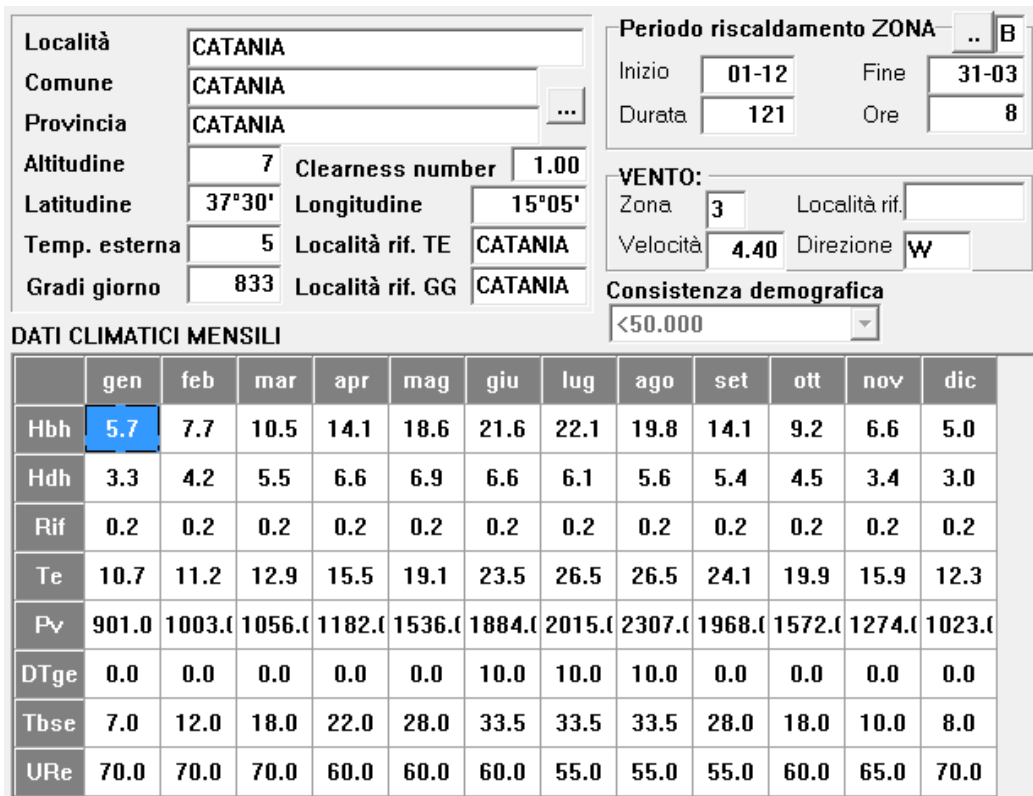 Località CATANIA
Comune CATANIA ...
Provincia CATANIA
Altitudine 7 Clearness number 1.00
Latitudine 37°30' Longitudine 15°05'
Temp. esterna 5 Località rif. TE CATANIA
Gradi giorno 833 Località rif. GG CATANIA
Periodo riscaldamento ZONA .. B
Inizio 01-12 Fine 31-03
Durata 121 Ore 8
VENTO:
Zona 3 Località rif.
Velocità 4.40 Direzione W
Consistenza demografica
<50.000
DATI CLIMATICI MENSILI
gen feb mar apr mag giu lug ago set ott nov dic
Hbh 5.7 7.7 10.5 14.1 18.6 21.6 22.1 19.8 14.1 9.2 6.6 5.0
Hdh 3.3 4.2 5.5 6.6 6.9 6.6 6.1 5.6 5.4 4.5 3.4 3.0
Rif 0.2 0.2 0.2 0.2 0.2 0.2 0.2 0.2 0.2 0.2 0.2 0.2
Te 10.7 11.2 12.9 15.5 19.1 23.5 26.5 26.5 24.1 19.9 15.9 12.3
Pv 901.0 1003.( 1056.( 1182.( 1536.( 1884.( 2015.( 2307.( 1968.( 1572.( 1274.( 1023.(
DTge 0.0 0.0 0.0 0.0 0.0 10.0 10.0 10.0 0.0 0.0 0.0 0.0
Tbse 7.0 12.0 18.0 22.0 28.0 33.5 33.5 33.5 28.0 18.0 10.0 8.0
URe 70.0 70.0 70.0 60.0 60.0 60.0 55.0 55.0 55.0 60.0 65.0 70.0